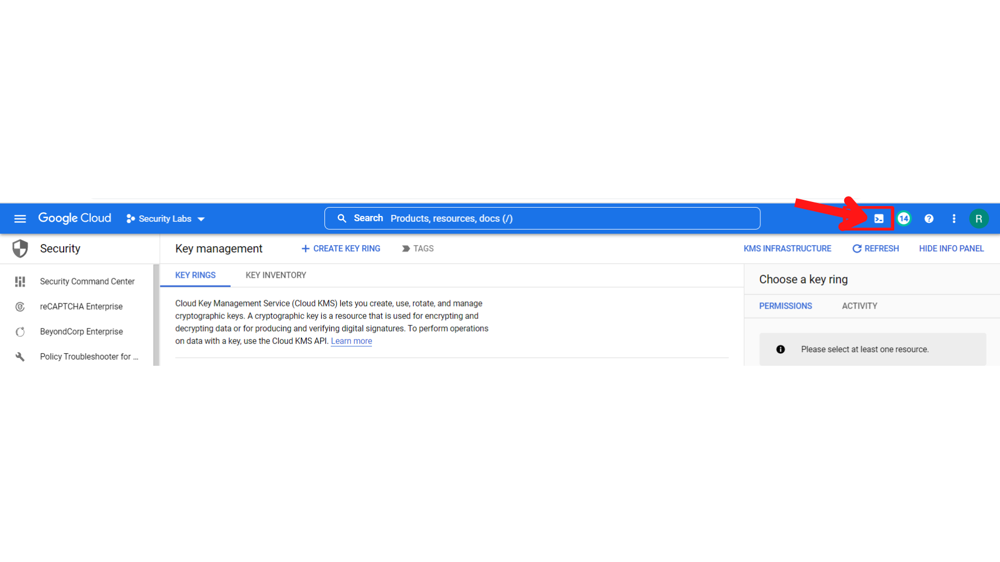 Google Cloud Security Labs Search Products, resources, docs (/) 14 R
Security Key management CREATE KEY RING TAGS KMS INFRASTRUCTURE REFRESH HIDE INFO PANEL
Security Command Center
reCAPTCHA Enterprise
BeyondCorp Enterprise
Policy Troubleshooter for ...
KEY RINGS KEY INVENTORY
Cloud Key Management Service (Cloud KMS) lets you create, use, rotate, and manage
cryptographic keys. A cryptographic key is a resource that is used for encrypting and
decrypting data or for producing and verifying digital signatures. To perform operations
on data with a key, use the Cloud KMS API. Learn more
Choose a key ring
PERMISSIONS ACTIVITY
Please select at least one resource.